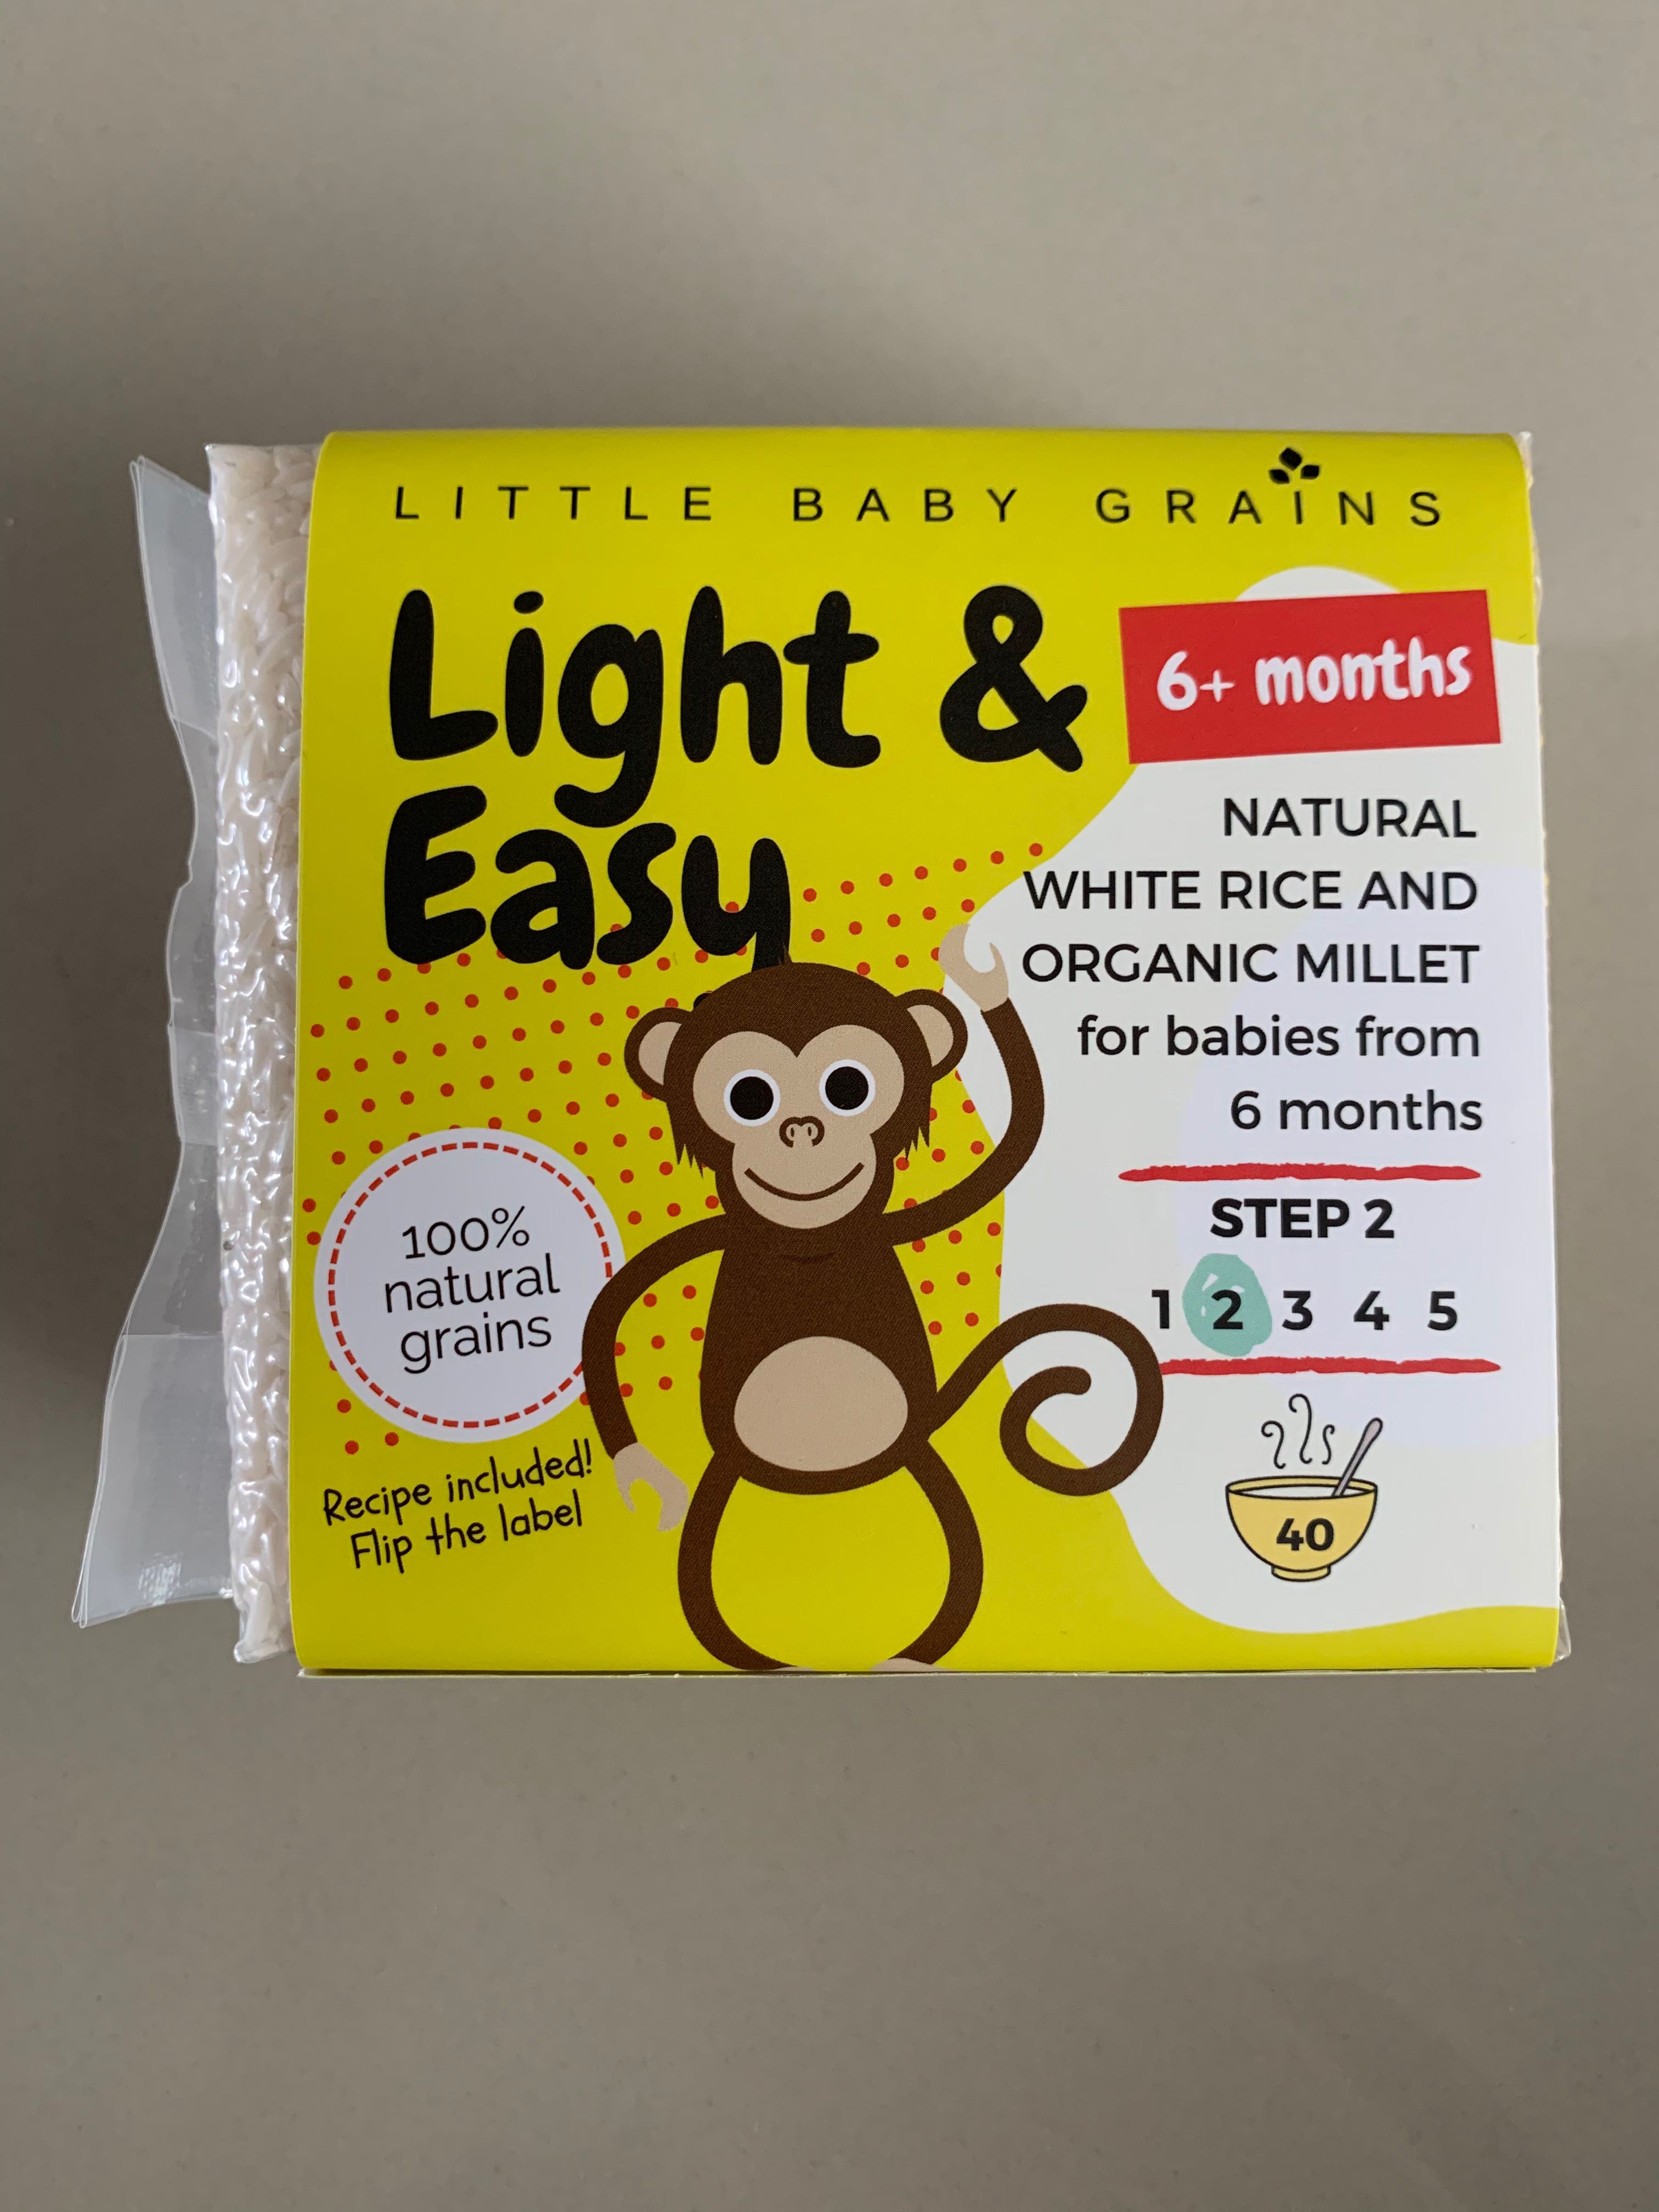 LITTLE BABY GRAINS
Light &
Easy
6+ months
NATURAL
WHITE RICE AND
ORGANIC MILLET
for babies from
6 months
STEP 2
1 2 3 4 5
40
100%
natural
grains
Recipe included!
Flip the label